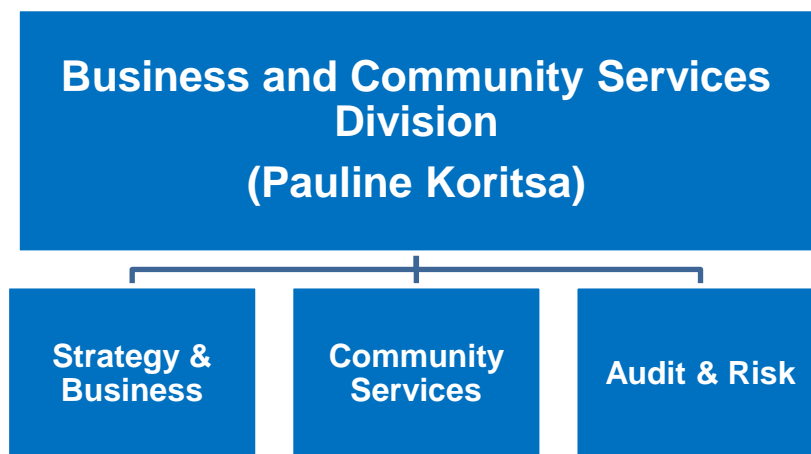 Business and Community Services
Division
(Pauline Koritsa)
Strategy &
Business
Community
Services
Audit & Risk